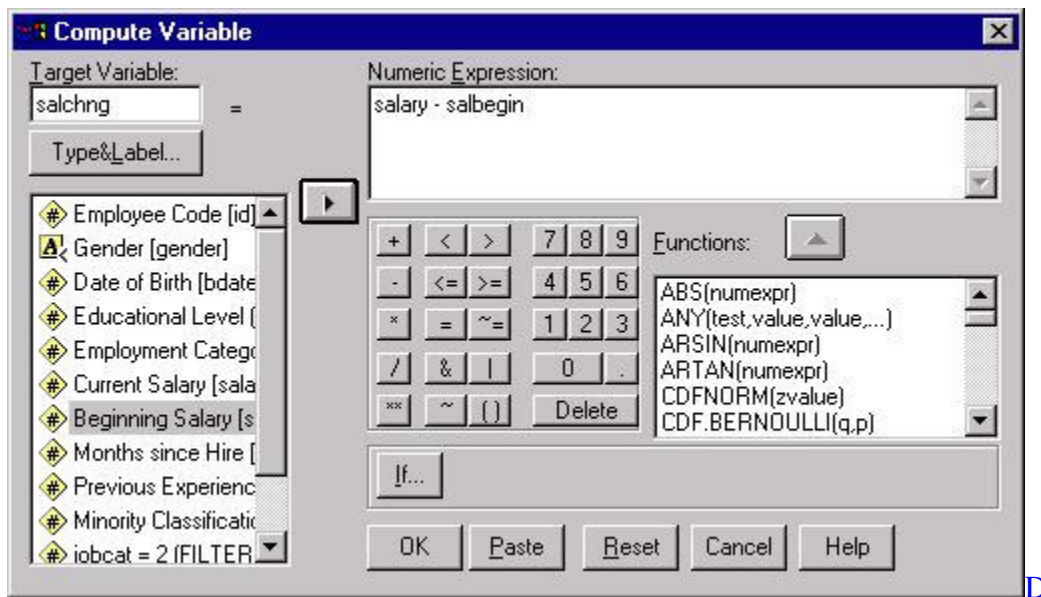 Compute Variable
Target Variable:
salchng
=
Type&Label...
Numeric Expression:
salary - salbegin
Employee Code [id]
Gender [gender]
Date of Birth [bdate
Educational Level (
Employment Catego
Current Salary [sala
Beginning Salary [s
Months since Hire [
Previous Experienc
Minority Classificatio
jobcat = 2 (FILTER
+ < > 7 8 9
- <= >= 4 5 6
* = ~= 1 2 3
/ & | 0 .
** ~ ( ) Delete
Functions:
ABS(numexpr)
ANY(test,value,value,...)
ARSIN(numexpr)
ARTAN(numexpr)
CDFNORM(zvalue)
CDF.BERNOULLI(q,p)
If...
OK Paste Reset Cancel Help
D